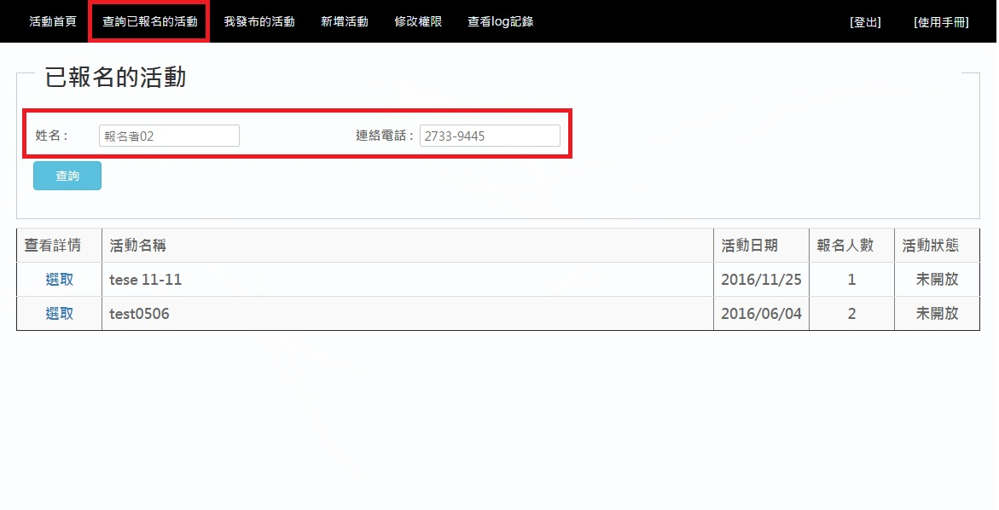 活動首頁 查詢已報名的活動 我發布的活動 新增活動 修改權限 查看log記錄 [登出] [使用手冊]
已報名的活動
姓名： 報名者02 連絡電話： 2733-9445
查詢
查看詳情 活動名稱 活動日期 報名人數 活動狀態
選取 tese 11-11 2016/11/25 1 未開放
選取 test0506 2016/06/04 2 未開放